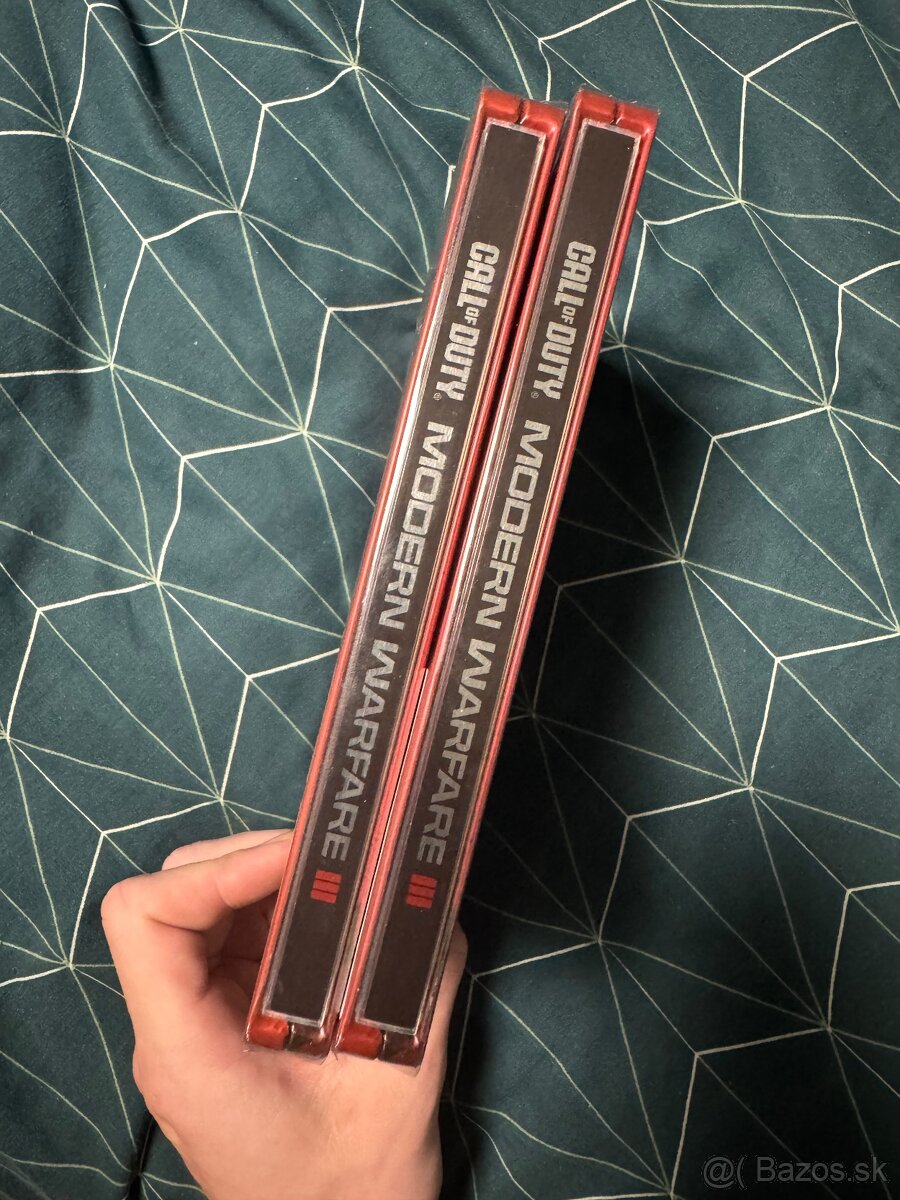 CALL OF DUTY® MODERN WARFARE III
CALL OF DUTY® MODERN WARFARE III
@( Bazos.sk